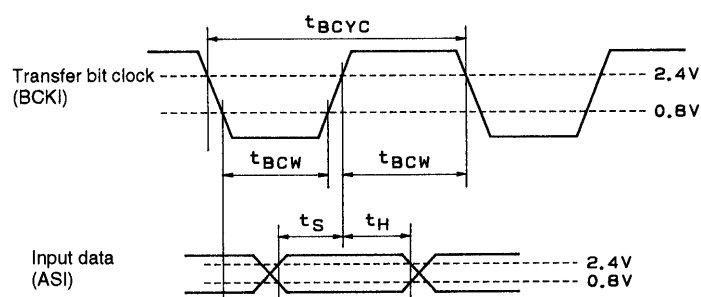 tBCYC
Transfer bit clock
(BCKI)
2.4V
0.8V
tBCW
tBCW
tS
tH
Input data
(ASI)
2.4V
0.8V